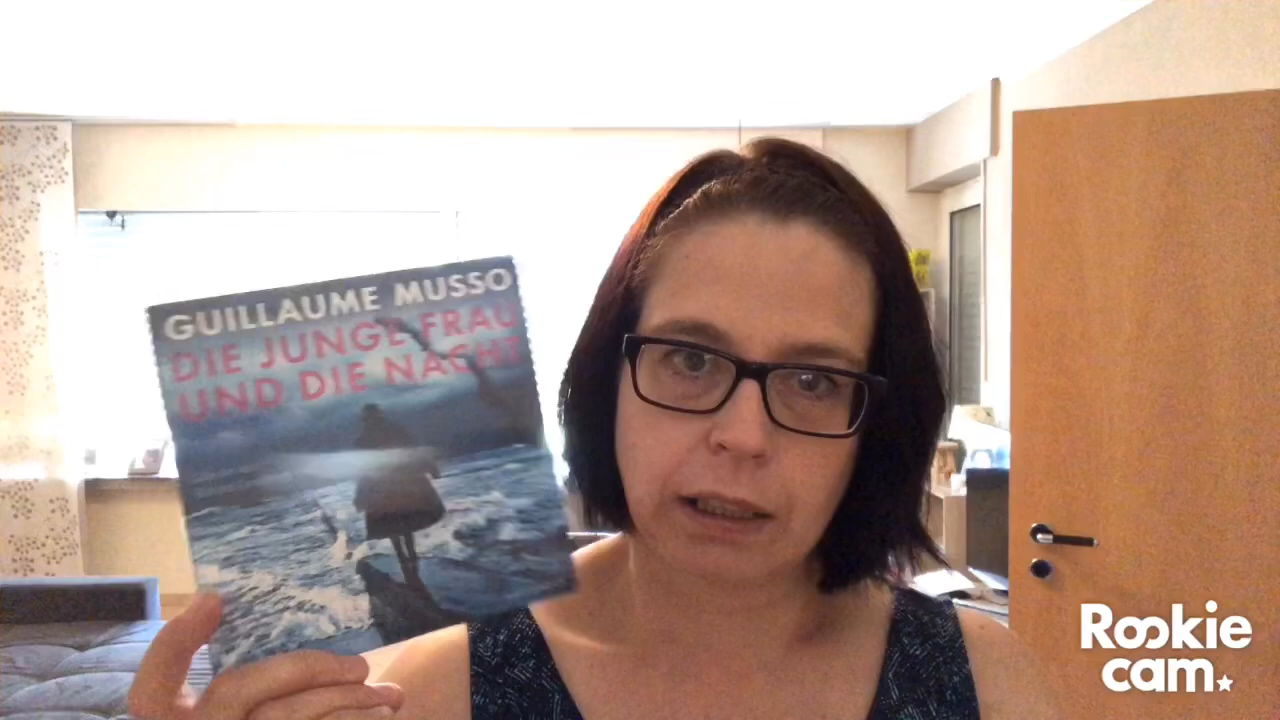 GUILLAUME MUSSO
DIE JUNGE FRAU
UND DIE NACHT
Rookie
cam.